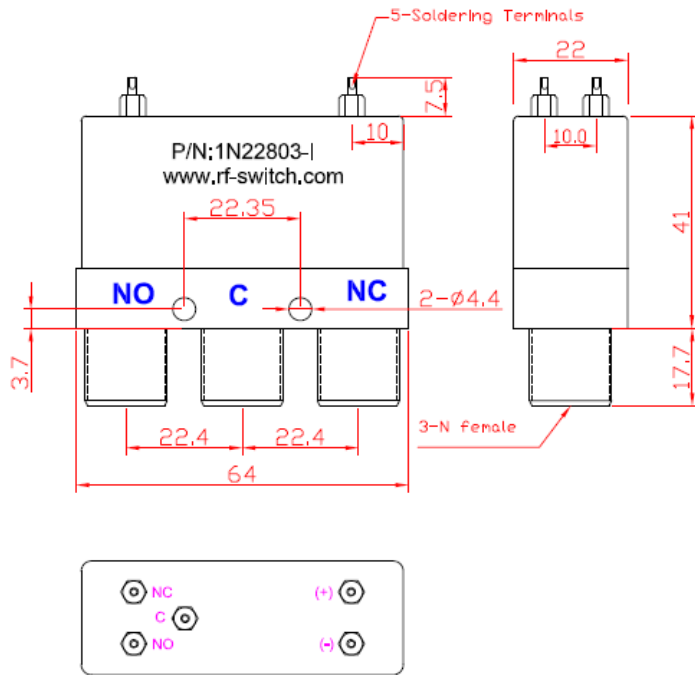 5-Soldering Terminals
22
7.5
10
10.0
P/N:1N22803-I
www.rf-switch.com
22.35
41
NO
C
NC
2-Ø4.4
3.7
17.7
22.4
22.4
3-N female
64
NC
(+)
C
NO
(-)